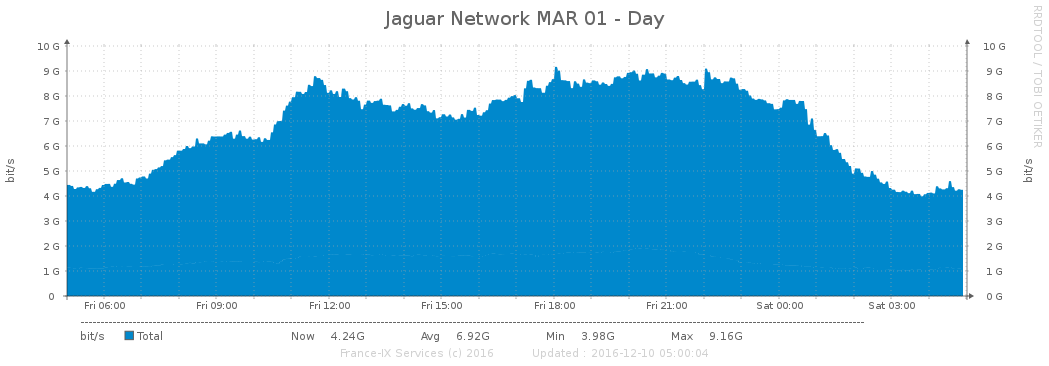 Jaguar Network MAR 01 - Day
RRDTOOL / TOBI OETIKER
bit/s
10 G
9 G
8 G
7 G
6 G
5 G
4 G
3 G
2 G
1 G
0
10 G
9 G
8 G
7 G
6 G
5 G
4 G
3 G
2 G
1 G
0 G
bit/s
Fri 06:00 Fri 09:00 Fri 12:00 Fri 15:00 Fri 18:00 Fri 21:00 Sat 00:00 Sat 03:00
bit/s Total Now 4.24G Avg 6.92G Min 3.98G Max 9.16G
France-IX Services (c) 2016 Updated : 2016-12-10 05:00:04